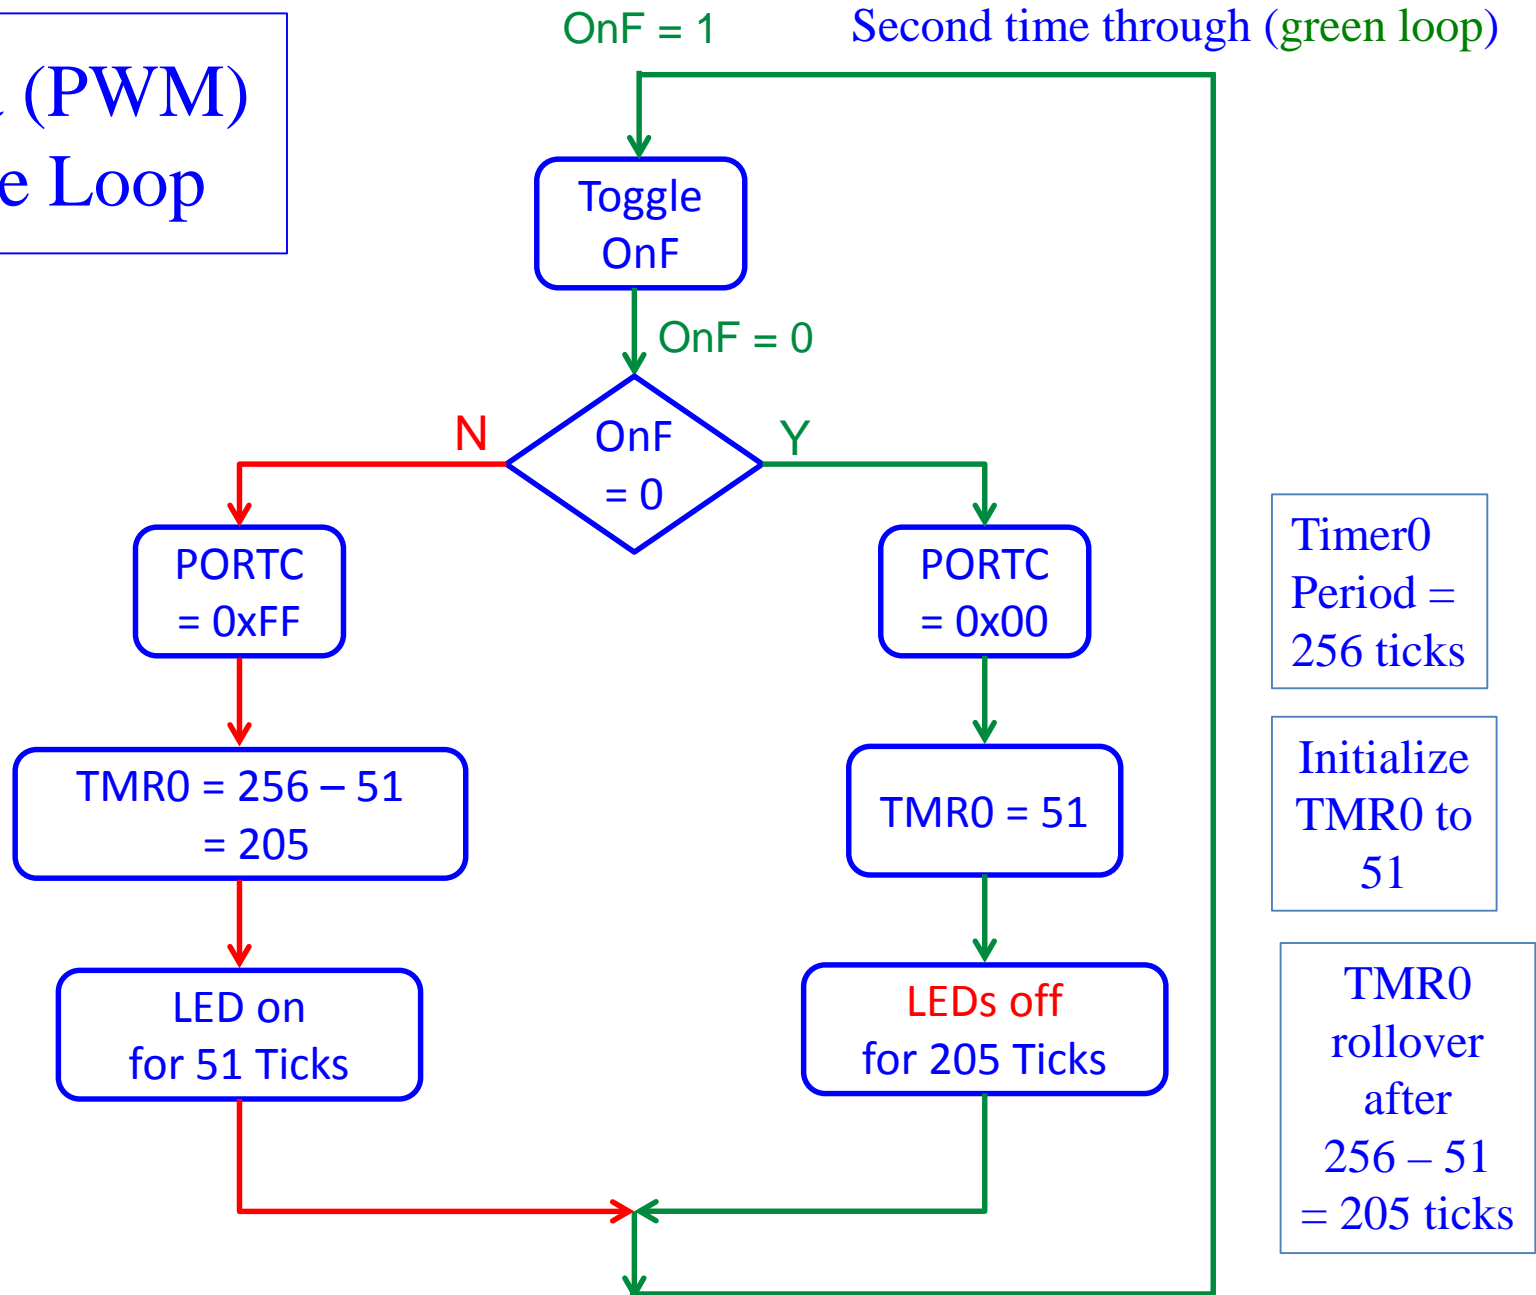 (PWM)
Loop
OnF = 1
Second time through (green loop)
Toggle
OnF
OnF = 0
N
OnF
= 0
Y
PORTC
= 0xFF
PORTC
= 0x00
Timer0
Period =
256 ticks
TMR0 = 256 – 51
= 205
TMR0 = 51
Initialize
TMR0 to
51
LED on
for 51 Ticks
LEDs off
for 205 Ticks
TMR0
rollover
after
256 – 51
= 205 ticks